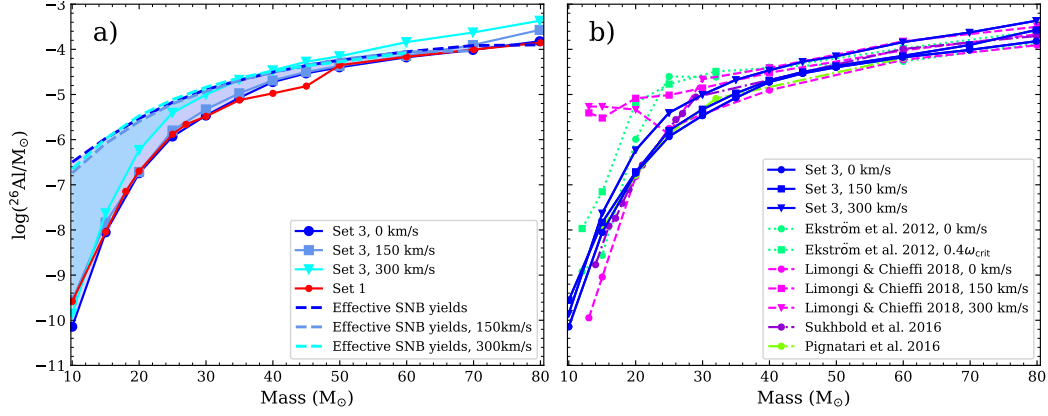 a)
log(²⁶Al/M⊙)
−3
−4
−5
−6
−7
−8
−9
−10
−11
Set 3, 0 km/s
Set 3, 150 km/s
Set 3, 300 km/s
Set 1
Effective SNB yields
Effective SNB yields, 150km/s
Effective SNB yields, 300km/s
10 20 30 40 50 60 70 80
Mass (M⊙)
b)
Set 3, 0 km/s
Set 3, 150 km/s
Set 3, 300 km/s
Ekström et al. 2012, 0 km/s
Ekström et al. 2012, 0.4ω_crit
Limongi & Chieffi 2018, 0 km/s
Limongi & Chieffi 2018, 150 km/s
Limongi & Chieffi 2018, 300 km/s
Sukhbold et al. 2016
Pignatari et al. 2016
10 20 30 40 50 60 70 80
Mass (M⊙)